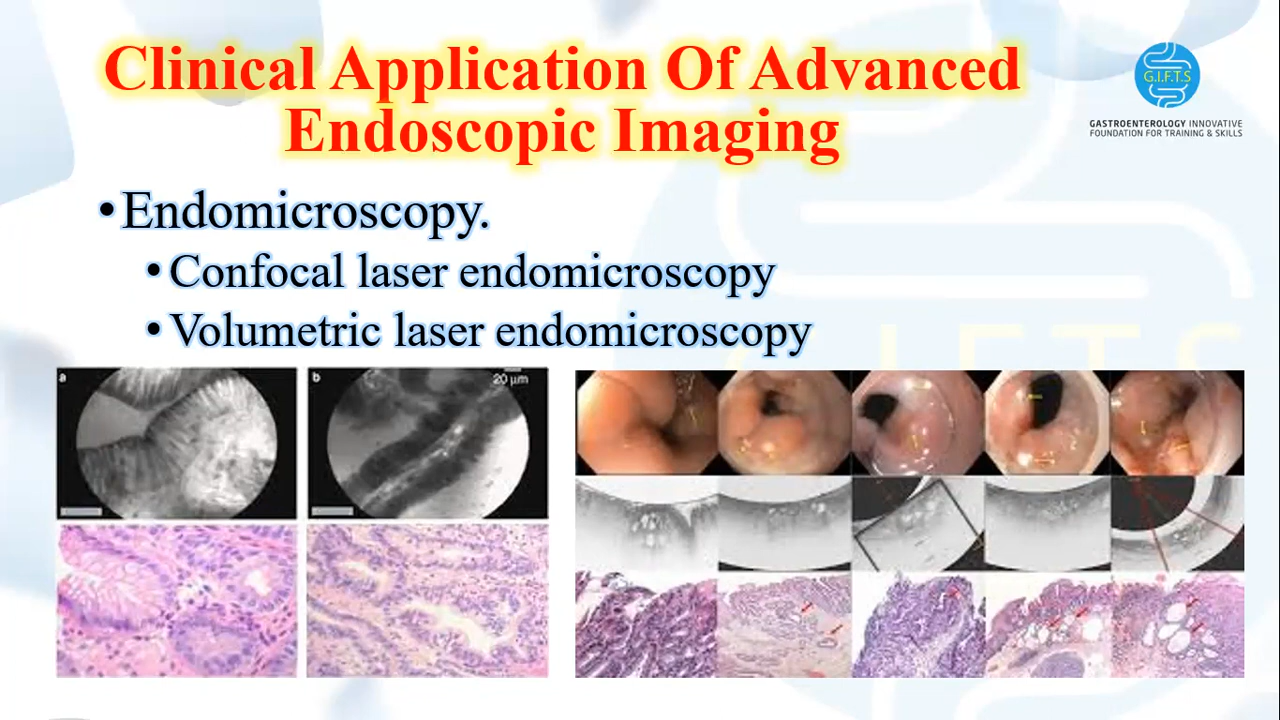 Clinical Application Of Advanced
Endoscopic Imaging
G.I.F.T.S
GASTROENTEROLOGY INNOVATIVE
FOUNDATION FOR TRAINING & SKILLS
•Endomicroscopy.
•Confocal laser endomicroscopy
•Volumetric laser endomicroscopy
G.I.F.T.S
a
b
20 µm